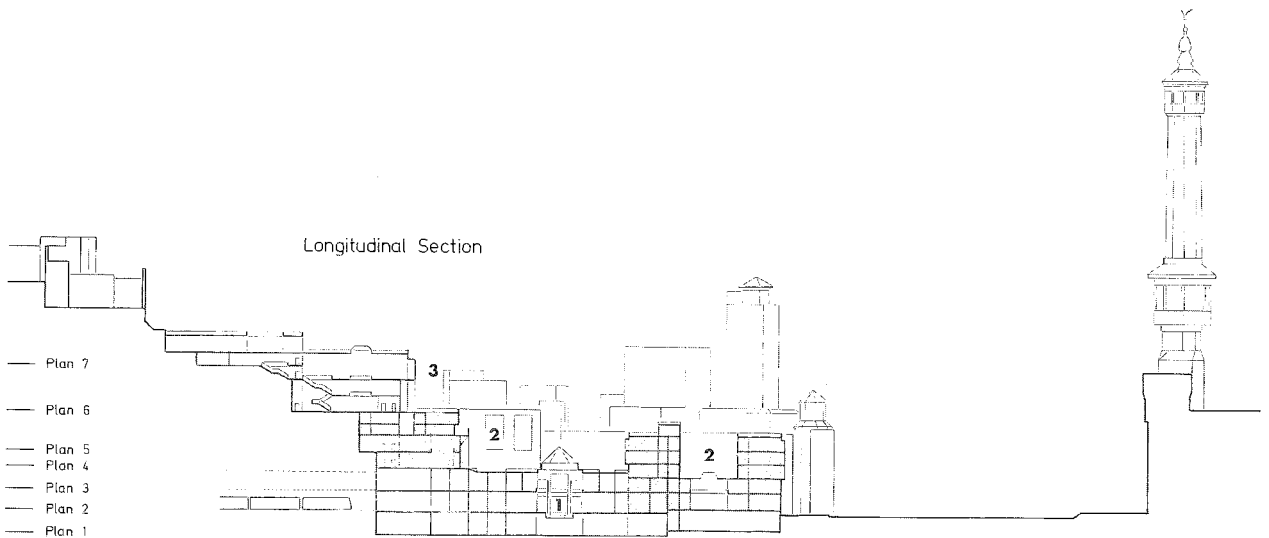 Longitudinal Section
Plan 7
3
Plan 6
2
Plan 5
2
Plan 4
Plan 3
1
Plan 2
Plan 1